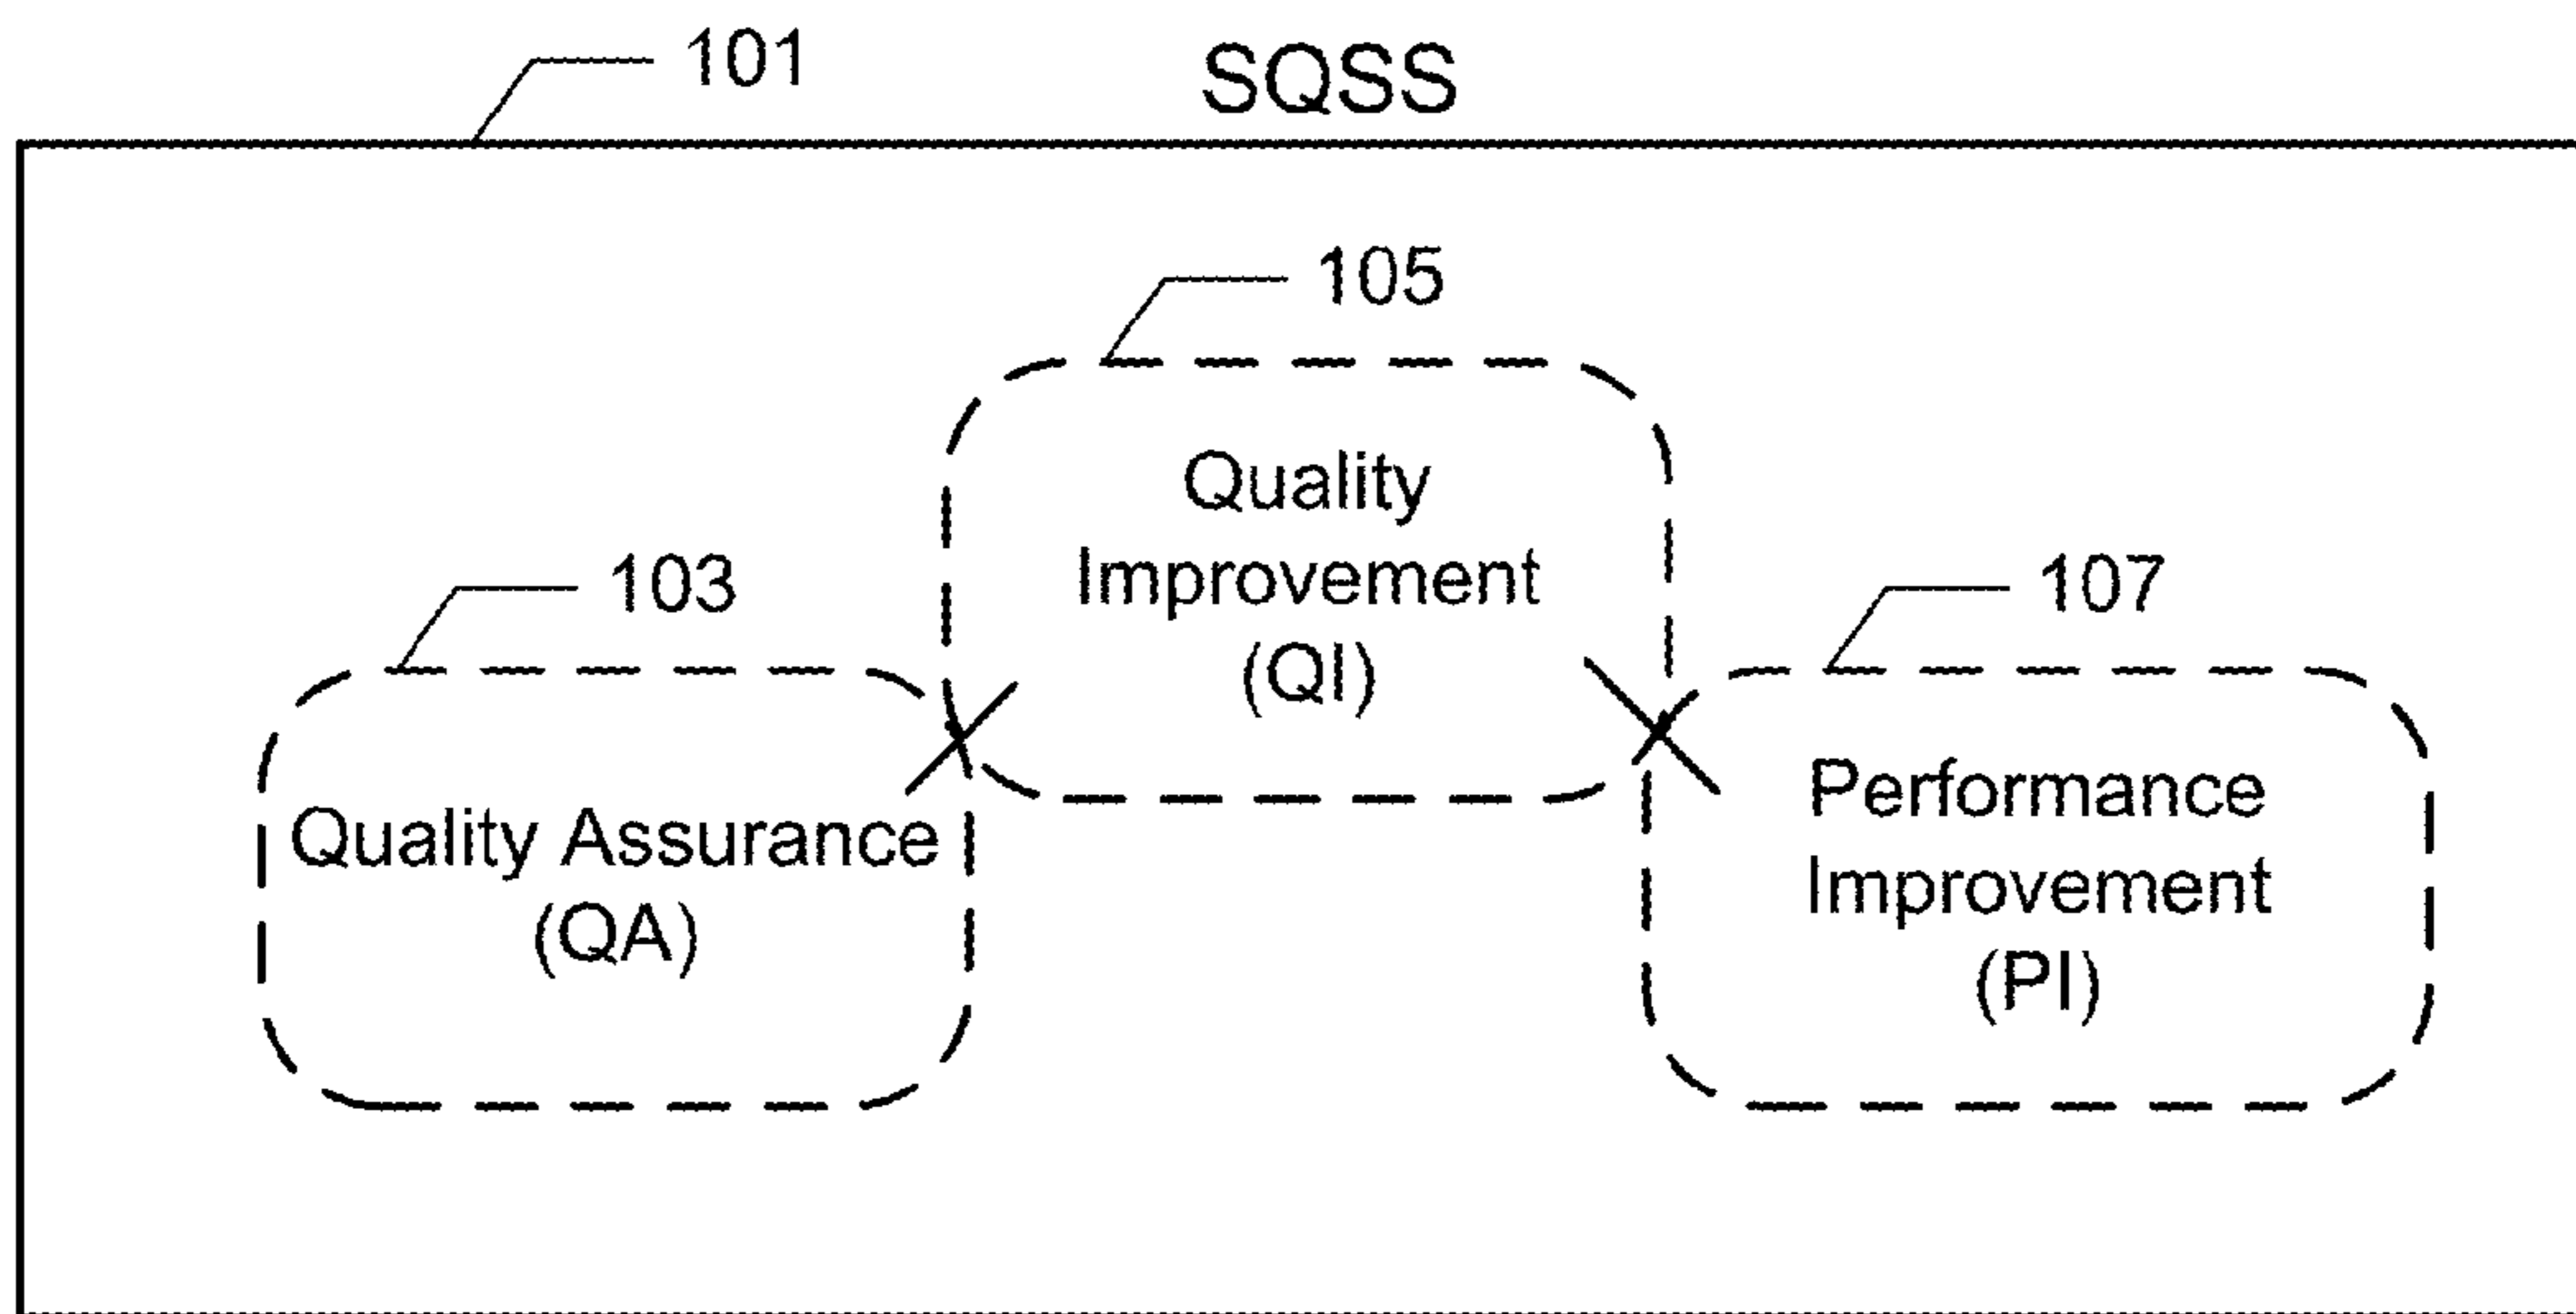 101
SQSS
105
Quality
Improvement
(QI)
103
Quality Assurance
(QA)
107
Performance
Improvement
(PI)